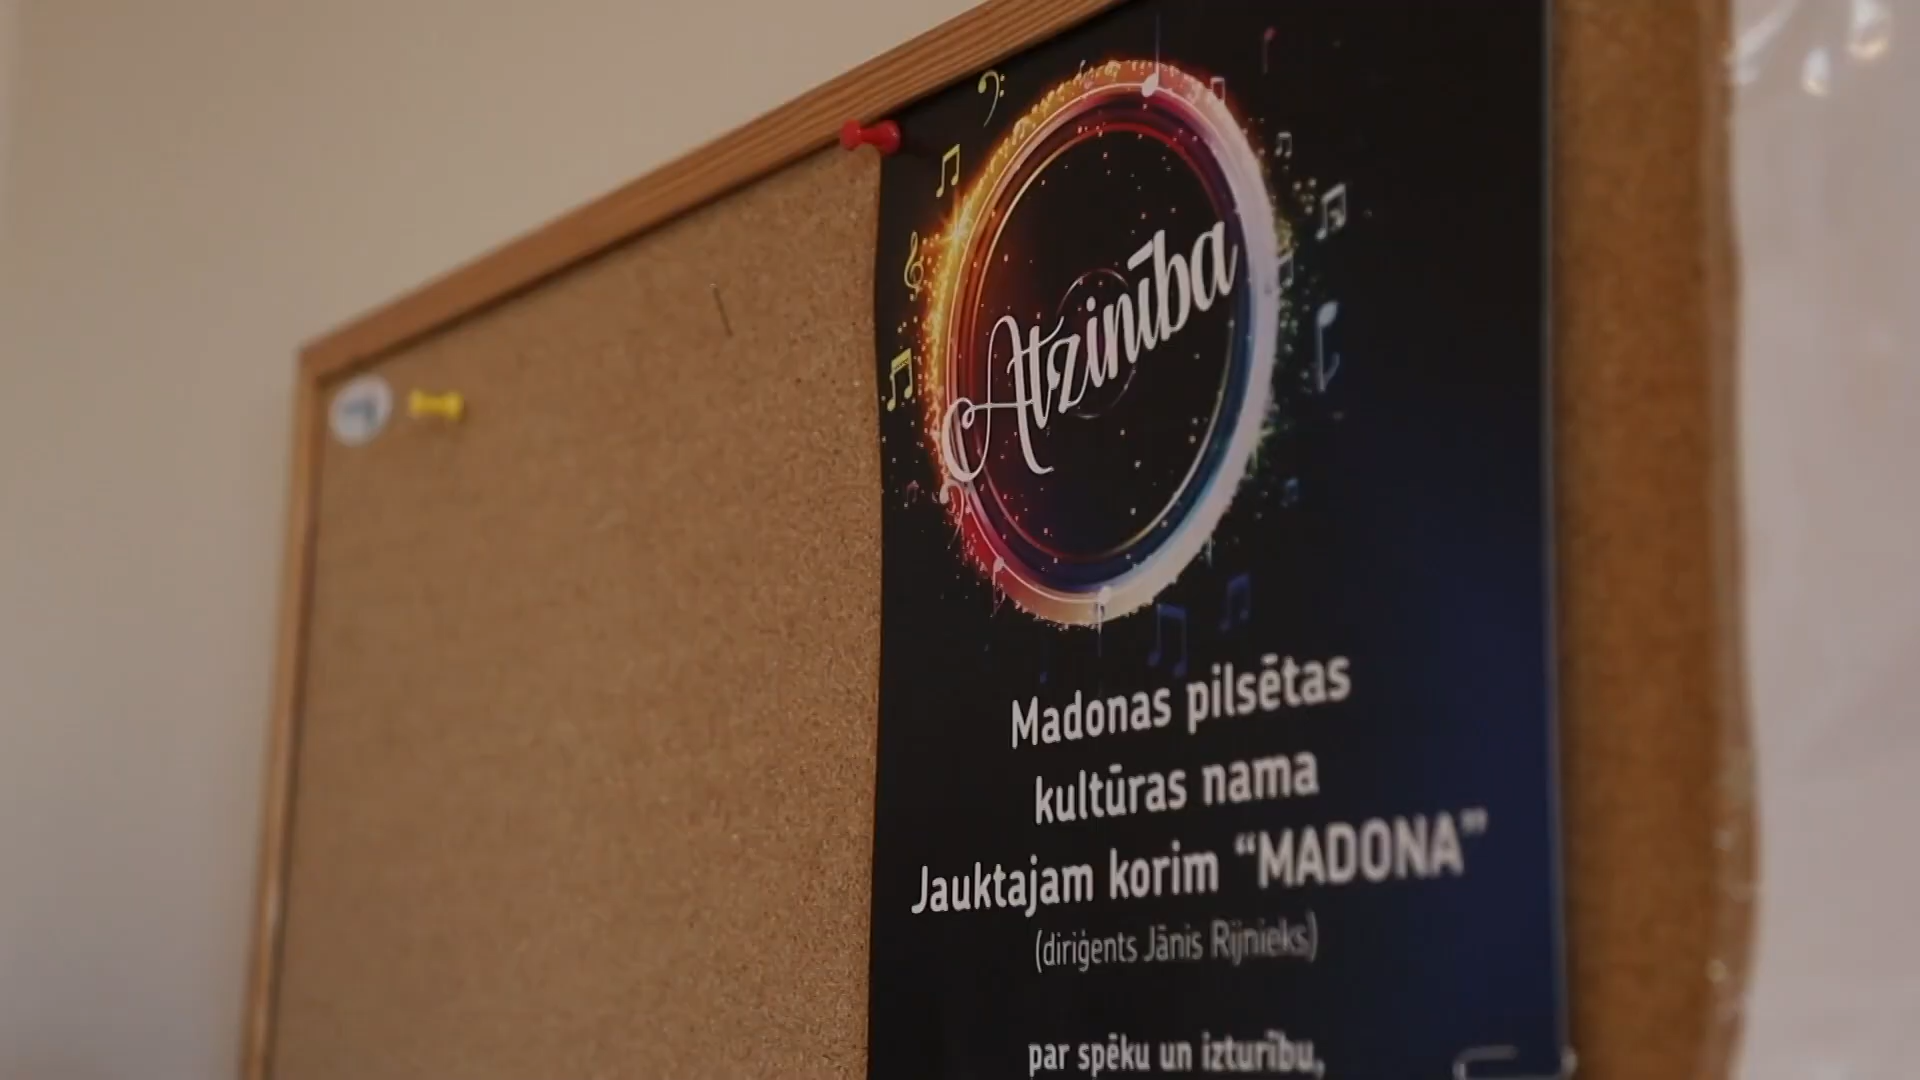 Atzinība
Madonas pilsētas
kultūras nama
Jauktajam korim “MADONA”
(diriģents Jānis Rijnieks)
par spēku un izturību,